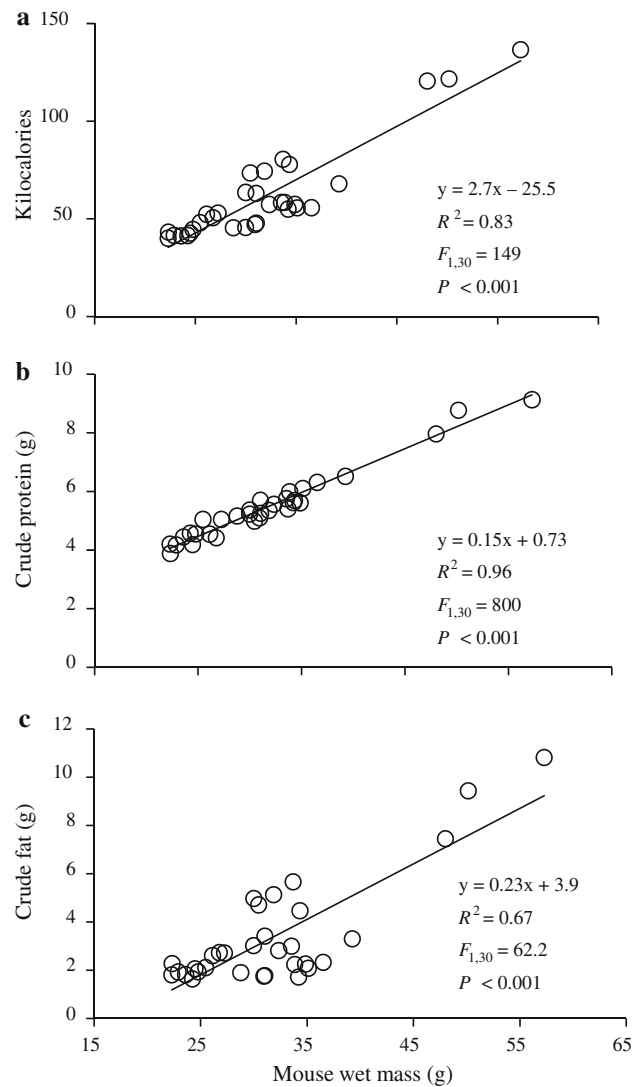 a
150
100
50
0
Kilocalories
y = 2.7x – 25.5
R² = 0.83
F₁,₃₀ = 149
P < 0.001
b
10
8
6
4
2
0
Crude protein (g)
y = 0.15x + 0.73
R² = 0.96
F₁,₃₀ = 800
P < 0.001
c
12
10
8
6
4
2
0
Crude fat (g)
y = 0.23x + 3.9
R² = 0.67
F₁,₃₀ = 62.2
P < 0.001
15 25 35 45 55 65
Mouse wet mass (g)